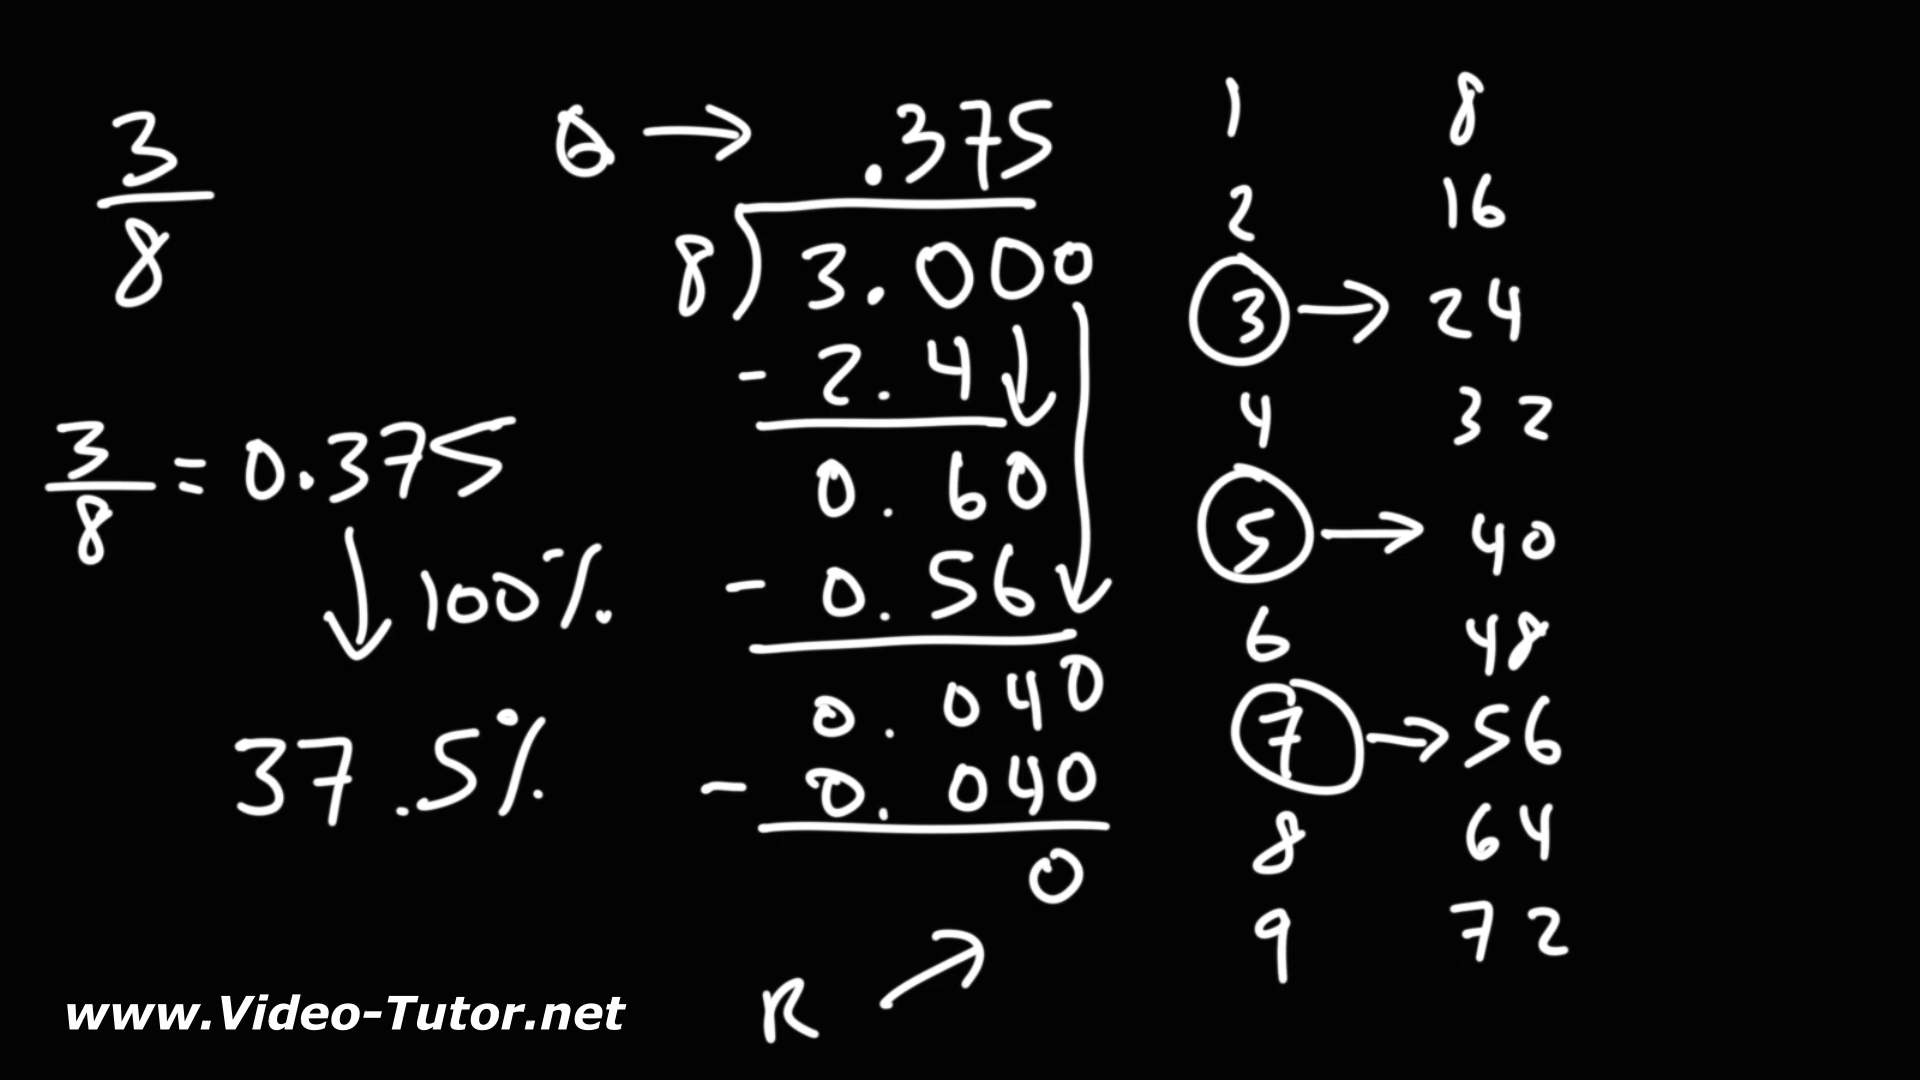 3
8
3/8 = 0.375
↓ 100%
37.5%
Q → .375
8)3.000
- 2.4
0.60
- 0.56
0.040
- 0.040
0
R →
1 8
2 16
3 → 24
4 32
5 → 40
6 48
7 → 56
8 64
9 72
www.Video-Tutor.net